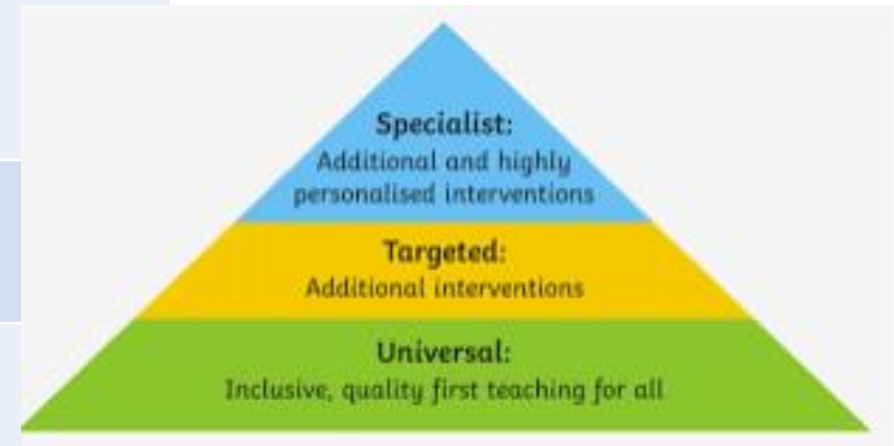 Specialist:
Additional and highly
personalised interventions
Targeted:
Additional interventions
Universal:
Inclusive, quality first teaching for all